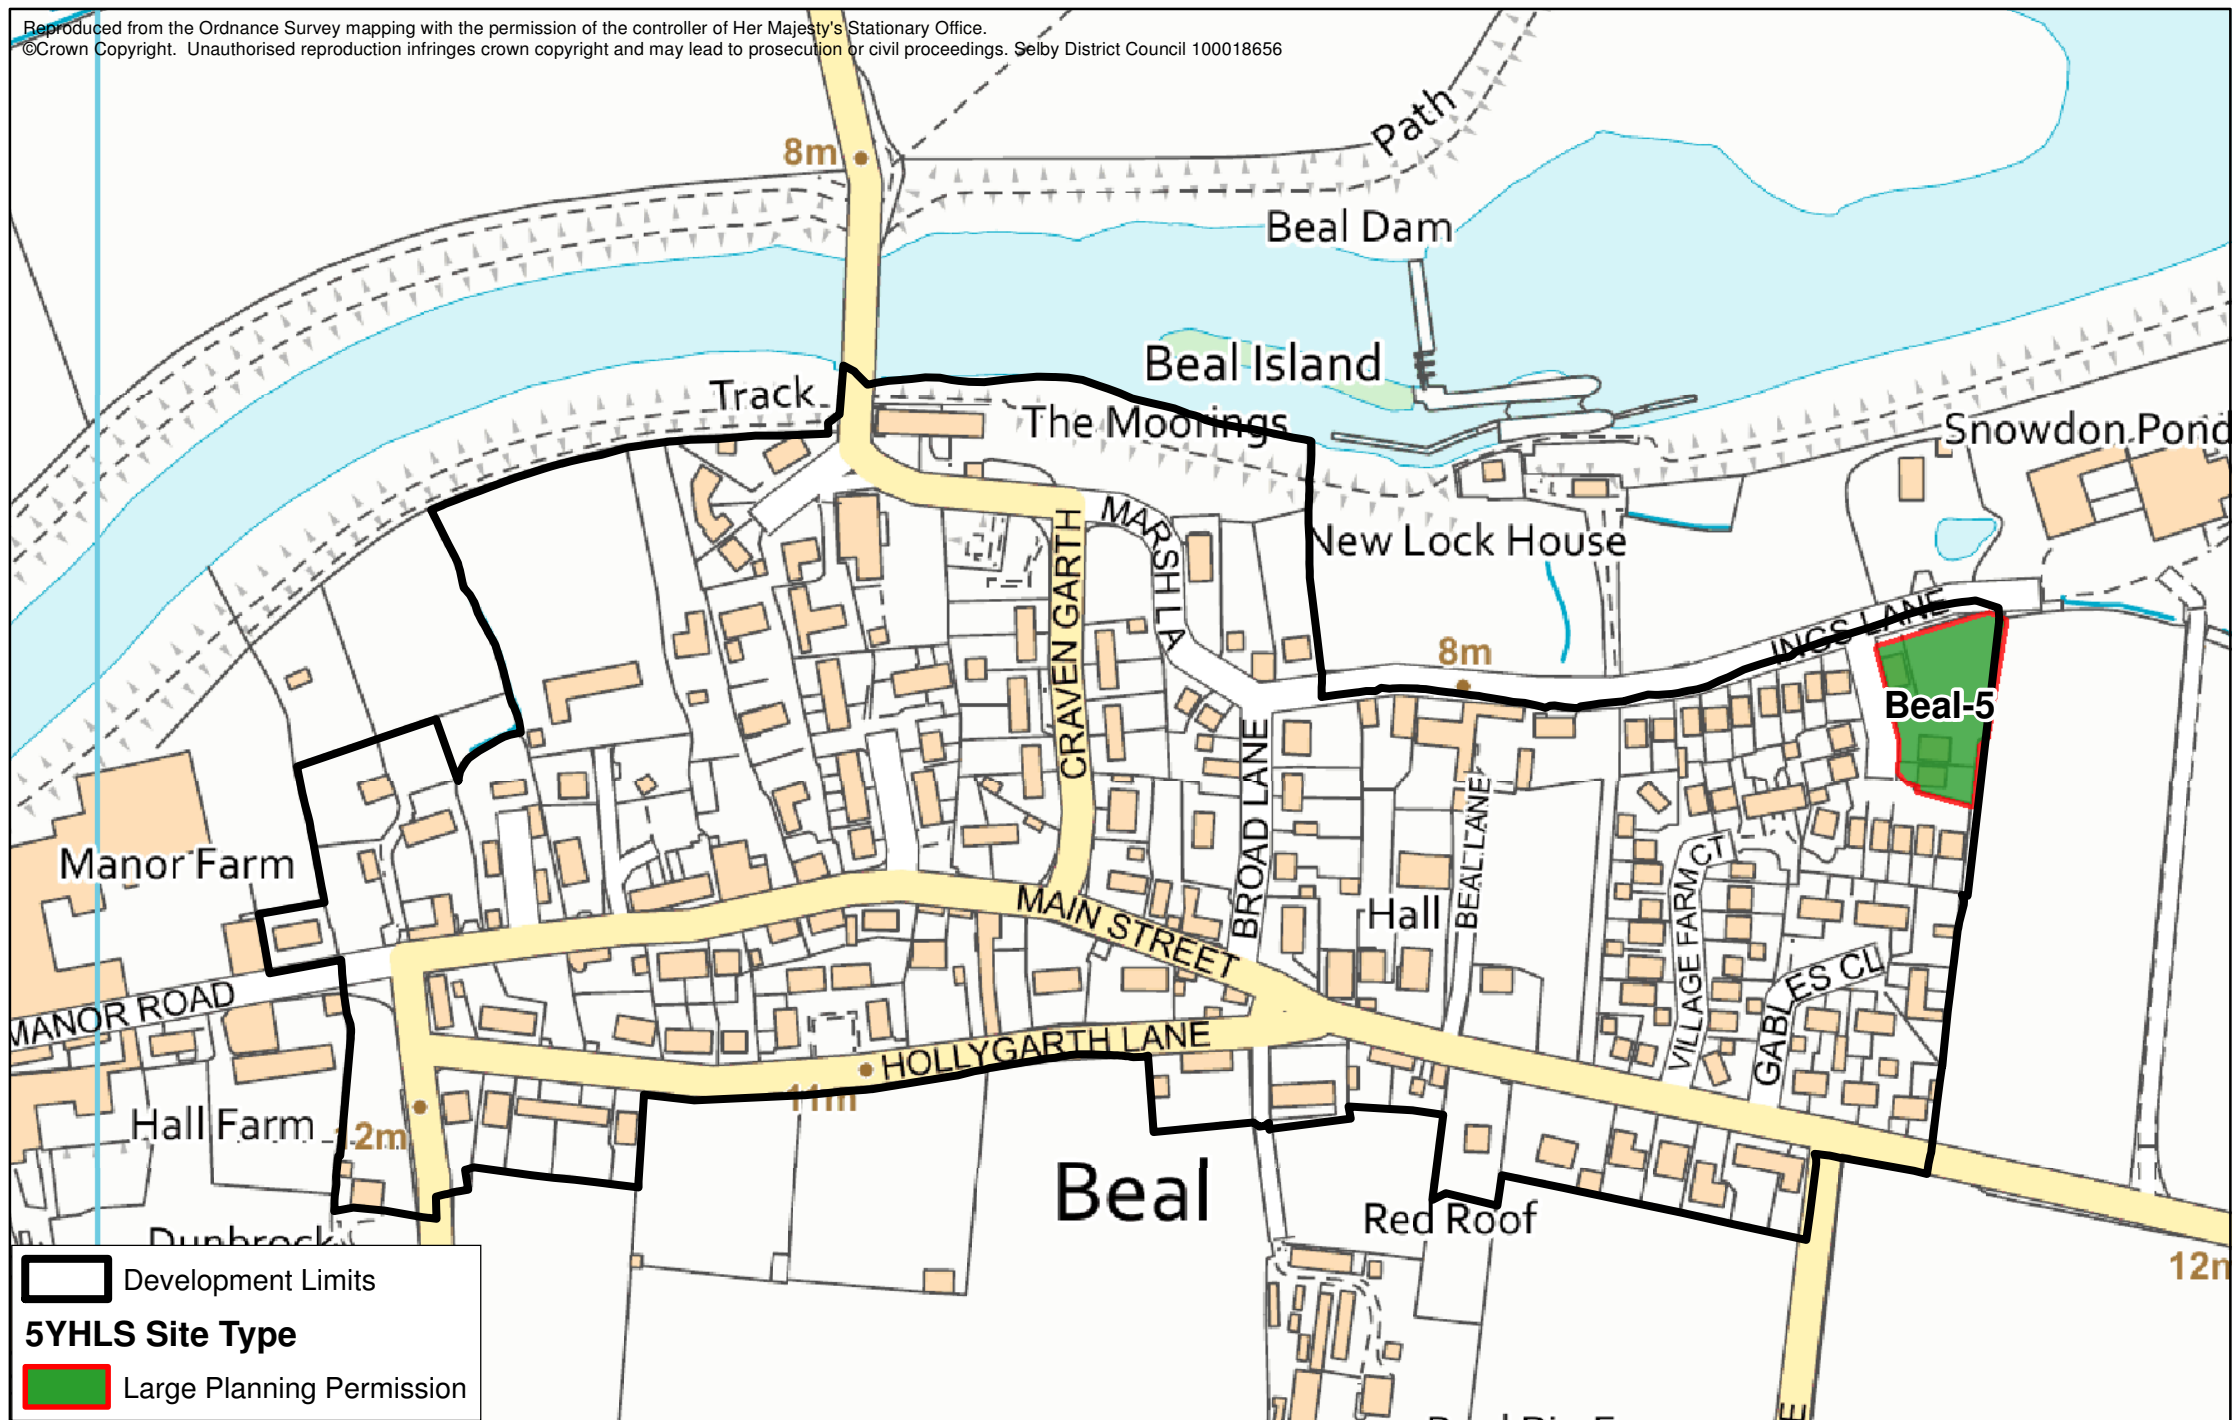 Reproduced from the Ordnance Survey mapping with the permission of the controller of Her Majesty's Stationary Office.
©Crown Copyright. Unauthorised reproduction infringes crown copyright and may lead to prosecution or civil proceedings. Selby District Council 100018656
Path
8m
Beal Dam
Beal Island
Track
The Moorings
Snowdon Pond
MARSH LA
New Lock House
CRAVEN GARTH
INGS LANE
8m
Beal-5
BROAD LANE
BEAL LANE
Manor Farm
VILLAGE FARM CT
MAIN STREET
Hall
GABLES CL
MANOR ROAD
HOLLYGARTH LANE
11m
Hall Farm
12m
Beal
Red Roof
Dunbrock
12m
Development Limits
5YHLS Site Type
Large Planning Permission